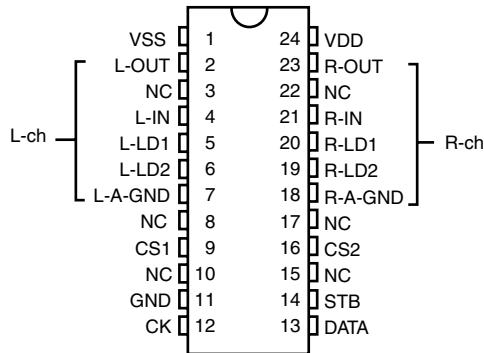 VSS 1 24 VDD
L-OUT 2 23 R-OUT
NC 3 22 NC
L-IN 4 21 R-IN
L-ch L-LD1 5 20 R-LD1 R-ch
L-LD2 6 19 R-LD2
L-A-GND 7 18 R-A-GND
NC 8 17 NC
CS1 9 16 CS2
NC 10 15 NC
GND 11 14 STB
CK 12 13 DATA